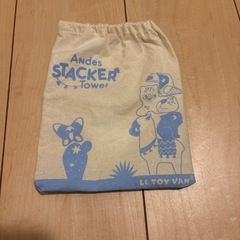 Andes
STACKER
Tower
LE TOY VAN